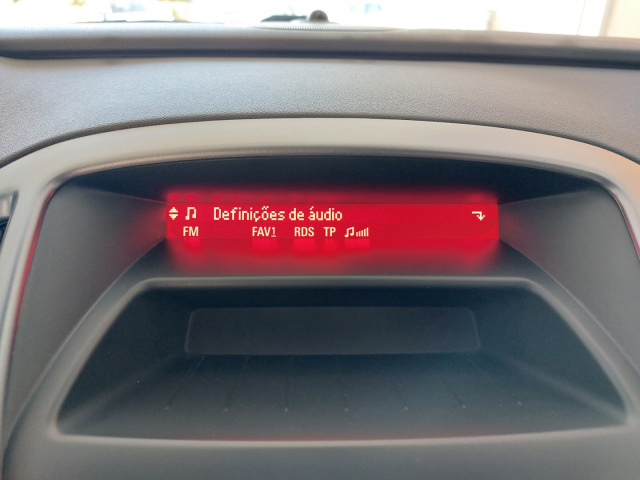 Definições de áudio
FM FAV1 RDS TP